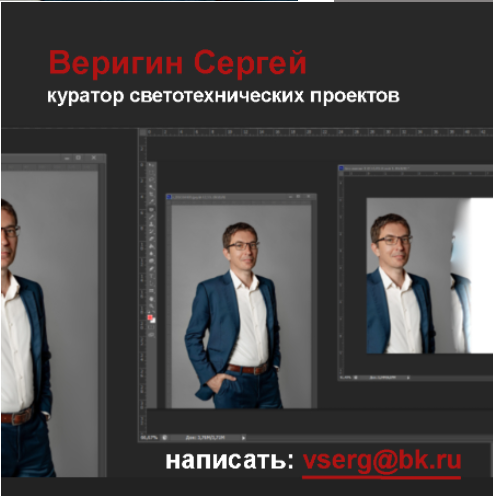 Веригин Сергей
куратор светотехнических проектов
написать: vserg@bk.ru